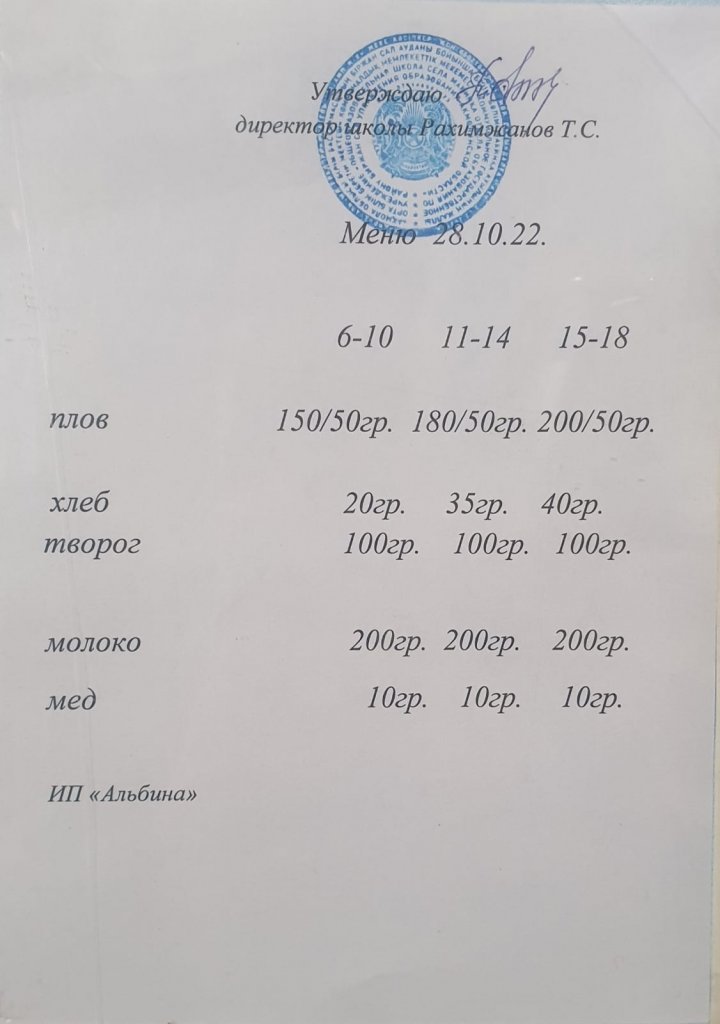 Утверждаю
директор школы Рахимжанов Т.С.
Меню 28.10.22.
6-10 11-14 15-18
плов 150/50гр. 180/50гр. 200/50гр.
хлеб 20гр. 35гр. 40гр.
творог 100гр. 100гр. 100гр.
молоко 200гр. 200гр. 200гр.
мед 10гр. 10гр. 10гр.
ИП «Альбина»